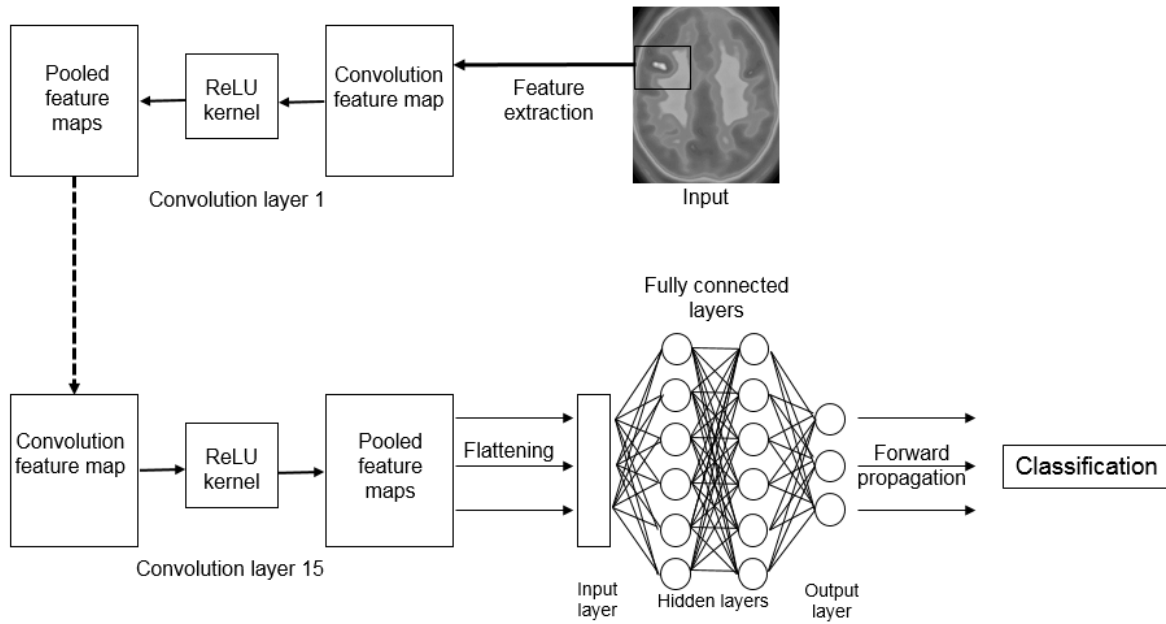 Pooled
feature
maps
ReLU
kernel
Convolution
feature map
Feature
extraction
Input
Convolution layer 1
Fully connected
layers
Convolution
feature map
ReLU
kernel
Pooled
feature
maps
Flattening
Forward
propagation
Classification
Convolution layer 15
Input
layer
Hidden layers
Output
layer